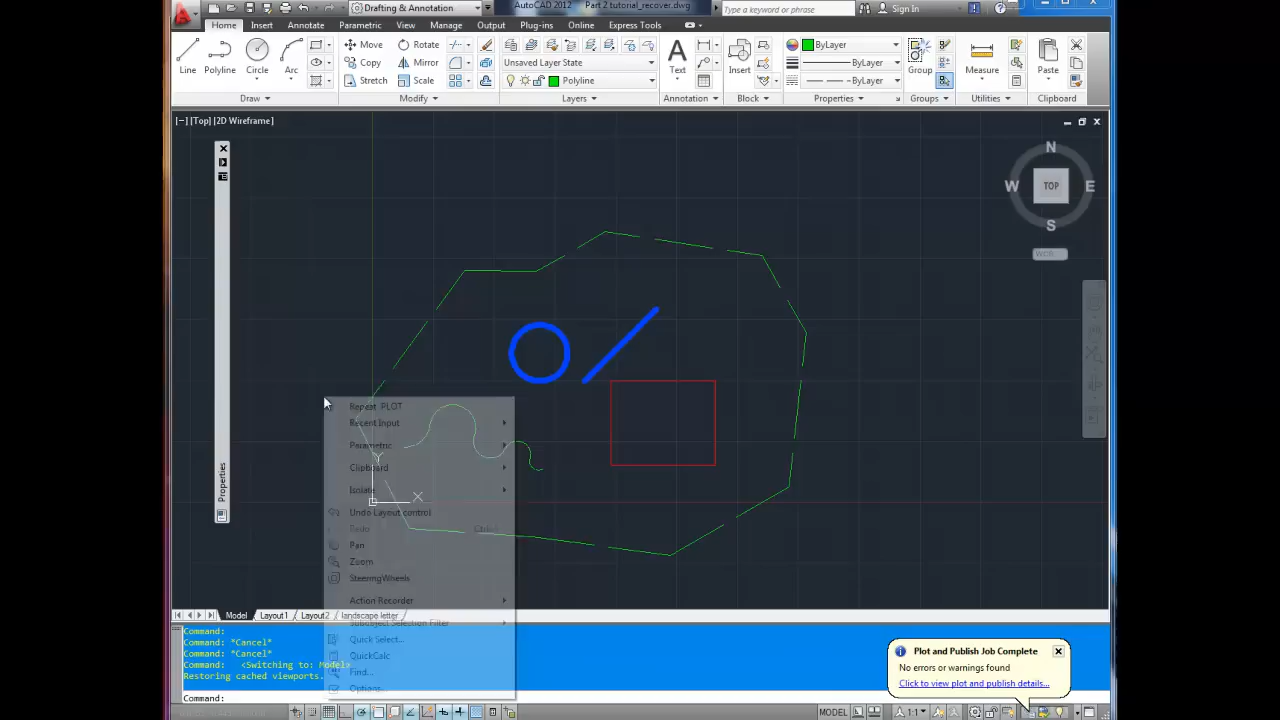 Drafting & Annotation
AutoCAD 2012 Part 2 tutorial_recover.dwg
Type a keyword or phrase
Sign In
Home Insert Annotate Parametric View Manage Output Plug-ins Online Express Tools
Line Polyline Circle Arc
Move Rotate
Copy Mirror
Stretch Scale
Unsaved Layer State
Polyline
Text
Insert
ByLayer
ByLayer
ByLayer
Group
Measure
Paste
Draw Modify Layers Annotation Block Properties Groups Utilities Clipboard
[−] [Top] [2D Wireframe]
N
W TOP E
S
WCS
Properties
Y
X
Repeat PLOT
Recent Input
Parametric
Clipboard
Isolate
Undo Layout control
Pan
Zoom
SteeringWheels
Action Recorder
Subobject Selection Filter
Quick Select...
QuickCalc
Find...
Options...
Model Layout1 Layout2 landscape letter
Command:
Command: *Cancel*
Command: *Cancel*
Command: <Switching to: Model>
Restoring cached viewports.
Command:
Plot and Publish Job Complete
No errors or warnings found
Click to view plot and publish details...
MODEL
1:1